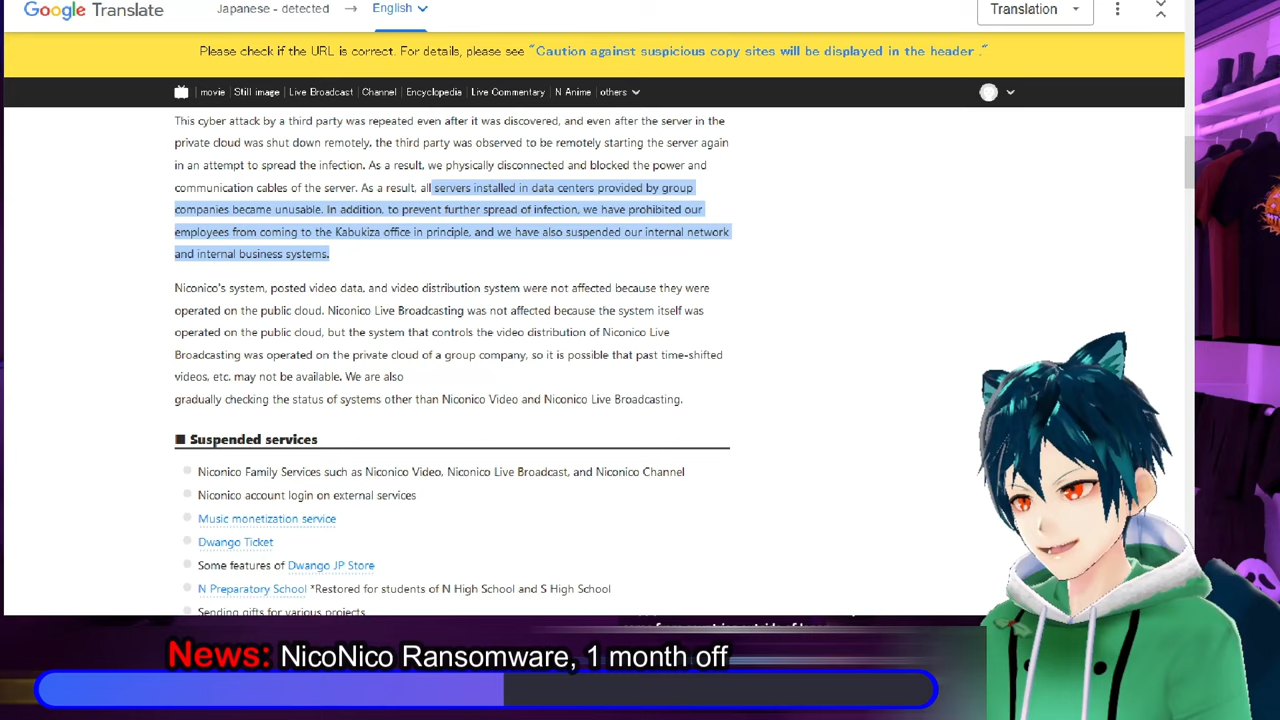 Google Translate
Japanese - detected → English
Translation
Please check if the URL is correct. For details, please see "Caution against suspicious copy sites will be displayed in the header ."
movie Still image Live Broadcast Channel Encyclopedia Live Commentary N Anime others
This cyber attack by a third party was repeated even after it was discovered, and even after the server in the
private cloud was shut down remotely, the third party was observed to be remotely starting the server again
in an attempt to spread the infection. As a result, we physically disconnected and blocked the power and
communication cables of the server. As a result, all servers installed in data centers provided by group
companies became unusable. In addition, to prevent further spread of infection, we have prohibited our
employees from coming to the Kabukiza office in principle, and we have also suspended our internal network
and internal business systems.
Niconico's system, posted video data, and video distribution system were not affected because they were
operated on the public cloud. Niconico Live Broadcasting was not affected because the system itself was
operated on the public cloud, but the system that controls the video distribution of Niconico Live
Broadcasting was operated on the private cloud of a group company, so it is possible that past time-shifted
videos, etc. may not be available. We are also
gradually checking the status of systems other than Niconico Video and Niconico Live Broadcasting.
■ Suspended services
Niconico Family Services such as Niconico Video, Niconico Live Broadcast, and Niconico Channel
Niconico account login on external services
Music monetization service
Dwango Ticket
Some features of Dwango JP Store
N Preparatory School *Restored for students of N High School and S High School
Sending gifts for various projects
News: NicoNico Ransomware, 1 month off